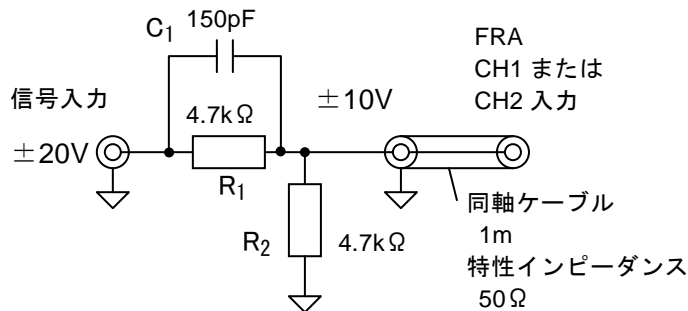 C1 150pF
FRA
CH1 または
CH2 入力
信号入力
±10V
4.7kΩ
±20V
R1
同軸ケーブル
1m
特性インピーダンス
50Ω
R2
4.7kΩ